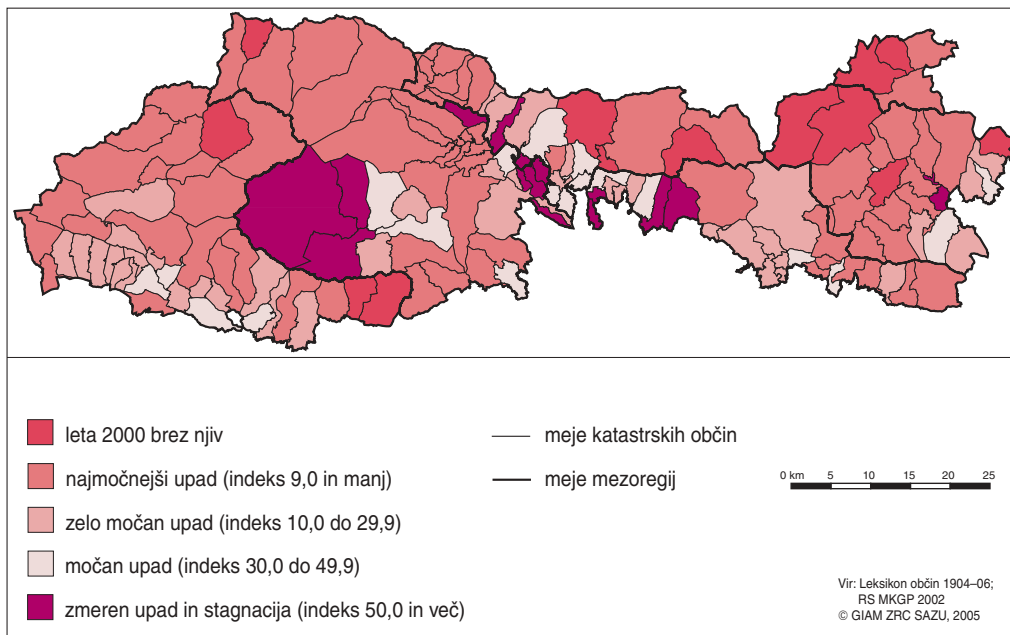 leta 2000 brez njiv
najmočnejši upad (indeks 9,0 in manj)
zelo močan upad (indeks 10,0 do 29,9)
močan upad (indeks 30,0 do 49,9)
zmeren upad in stagnacija (indeks 50,0 in več)
meje katastrskih občin
meje mezoregij
0 km 5 10 15 20 25
Vir: Leksikon občin 1904–06;
RS MKGP 2002
© GIAM ZRC SAZU, 2005